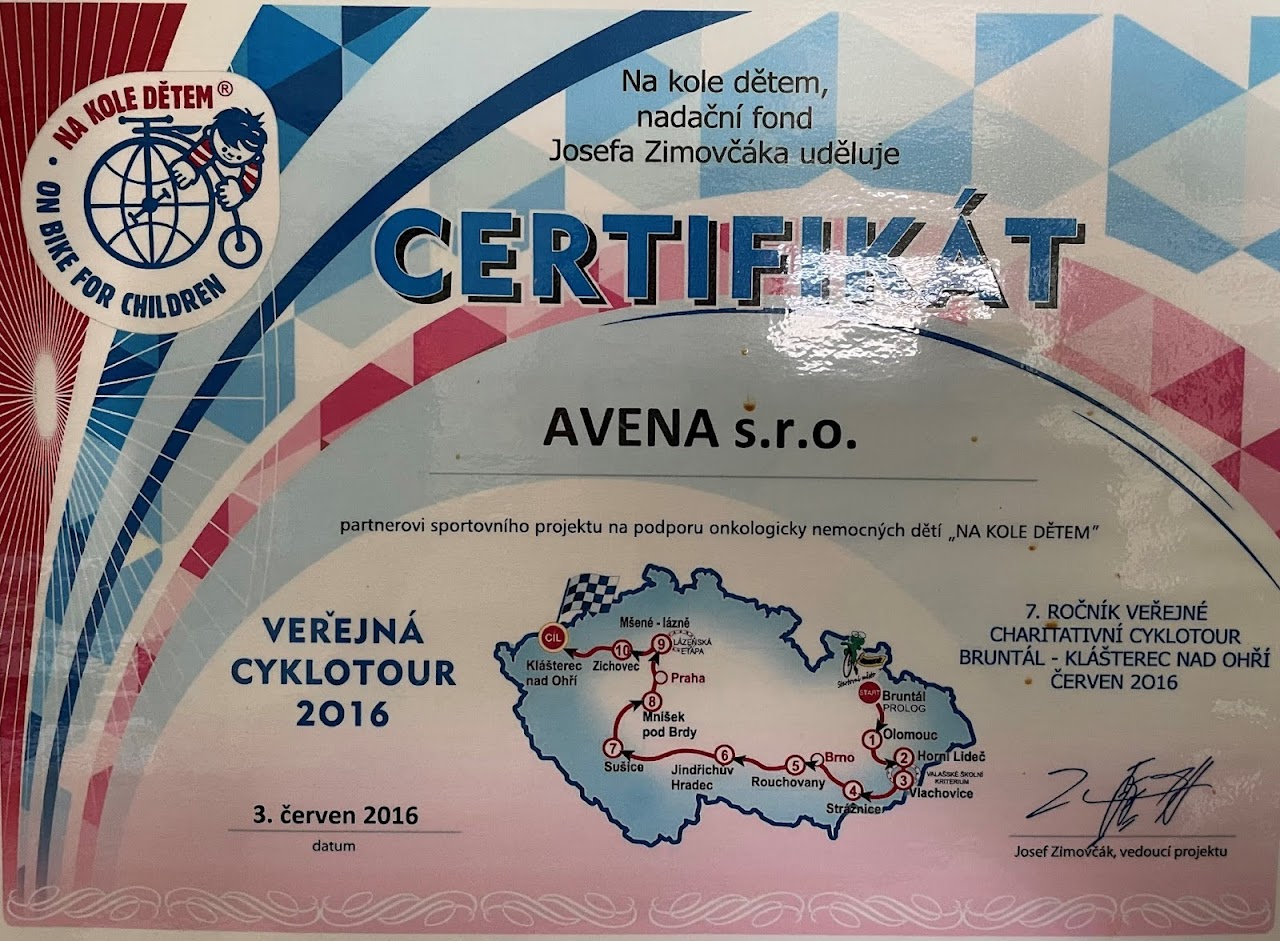 NA KOLE DĚTEM®
• ON BIKE FOR CHILDREN
Na kole dětem,
nadační fond
Josefa Zimovčáka uděluje
CERTIFIKÁT
AVENA s.r.o.
partnerovi sportovního projektu na podporu onkologicky nemocných dětí „NA KOLE DĚTEM"
VEŘEJNÁ
CYKLOTOUR
2016
3. červen 2016
datum
CÍL
Klášterec
nad Ohří
10
Zichovec
Mšené - lázně
9
LÁZEŇSKÁ
ETAPA
Praha
8
Mníšek
pod Brdy
7
Sušice
6
Jindřichův
Hradec
5
Rouchovany
Brno
4
Strážnice
3
Vlachovice
VALAŠSKÉ ŠKOLNÍ
KRITERIUM
2
Horní Lideč
1
Olomouc
START
Bruntál
PROLOG
Startovní město
7. ROČNÍK VEŘEJNÉ
CHARITATIVNÍ CYKLOTOUR
BRUNTÁL - KLÁŠTEREC NAD OHŘÍ
ČERVEN 2016
Josef Zimovčák, vedoucí projektu